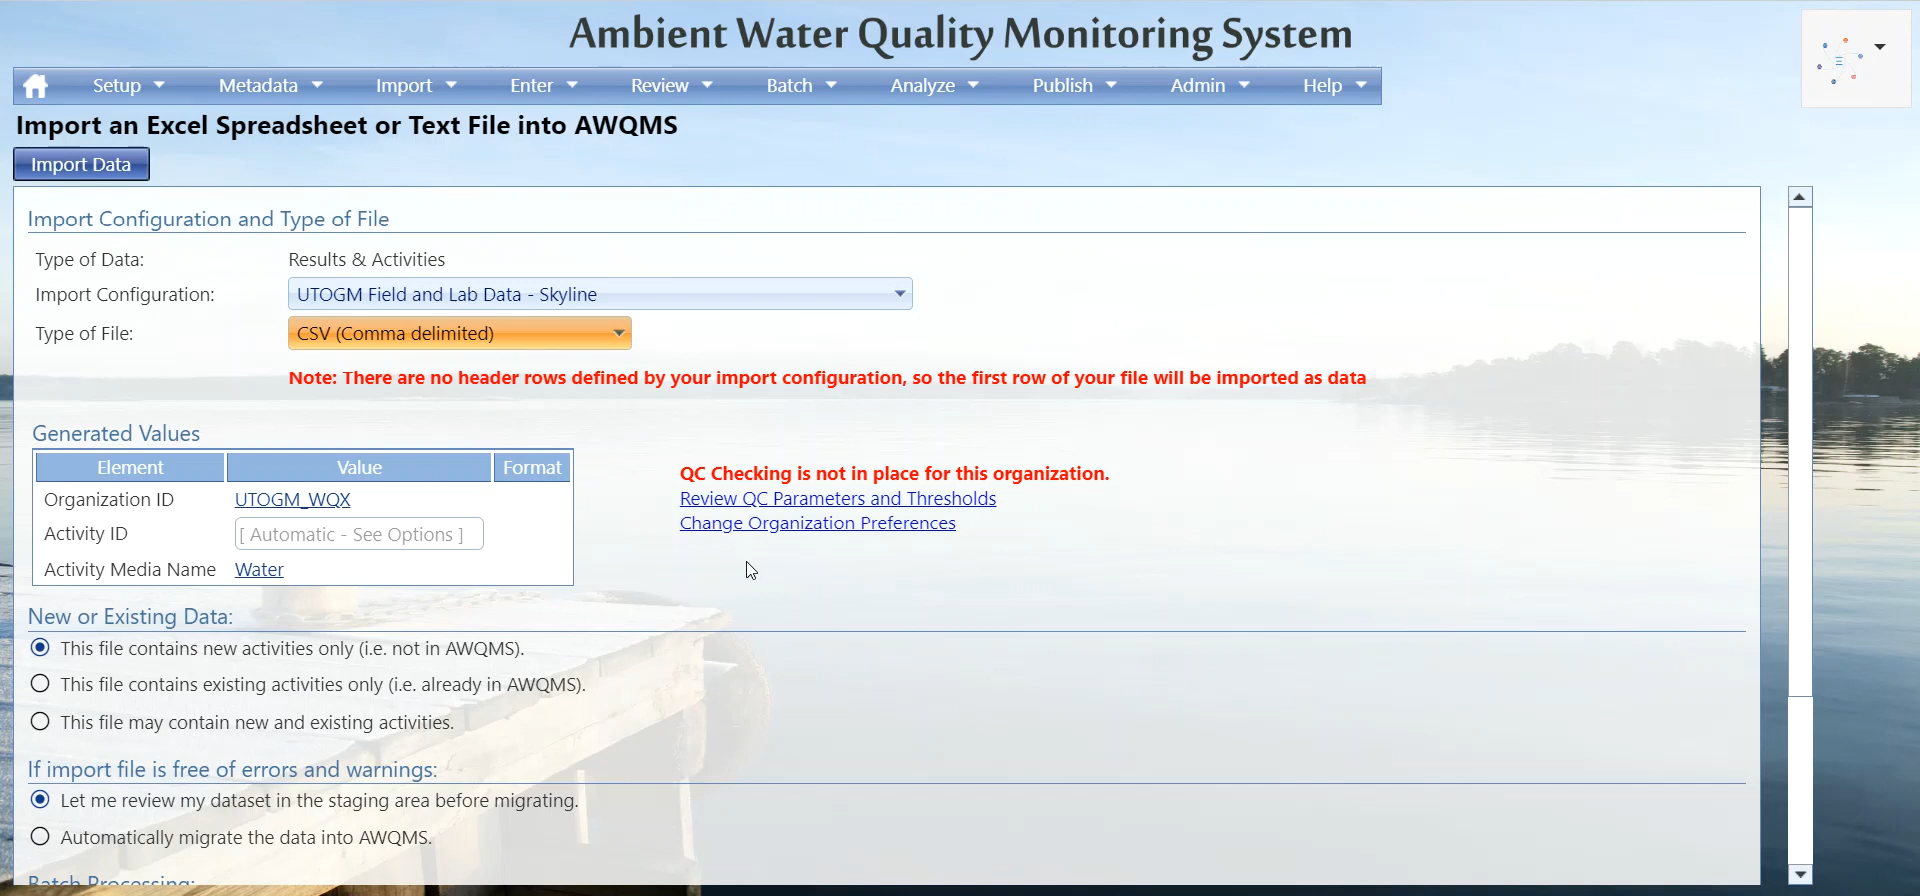 Ambient Water Quality Monitoring System
Setup Metadata Import Enter Review Batch Analyze Publish Admin Help
Import an Excel Spreadsheet or Text File into AWQMS
Import Data
Import Configuration and Type of File
Type of Data: Results & Activities
Import Configuration: UTOGM Field and Lab Data - Skyline
Type of File: CSV (Comma delimited)
Note: There are no header rows defined by your import configuration, so the first row of your file will be imported as data
Generated Values
Element Value Format
Organization ID UTOGM_WQX
Activity ID [ Automatic - See Options ]
Activity Media Name Water
QC Checking is not in place for this organization.
Review QC Parameters and Thresholds
Change Organization Preferences
New or Existing Data:
This file contains new activities only (i.e. not in AWQMS).
This file contains existing activities only (i.e. already in AWQMS).
This file may contain new and existing activities.
If import file is free of errors and warnings:
Let me review my dataset in the staging area before migrating.
Automatically migrate the data into AWQMS.
Batch Processing: